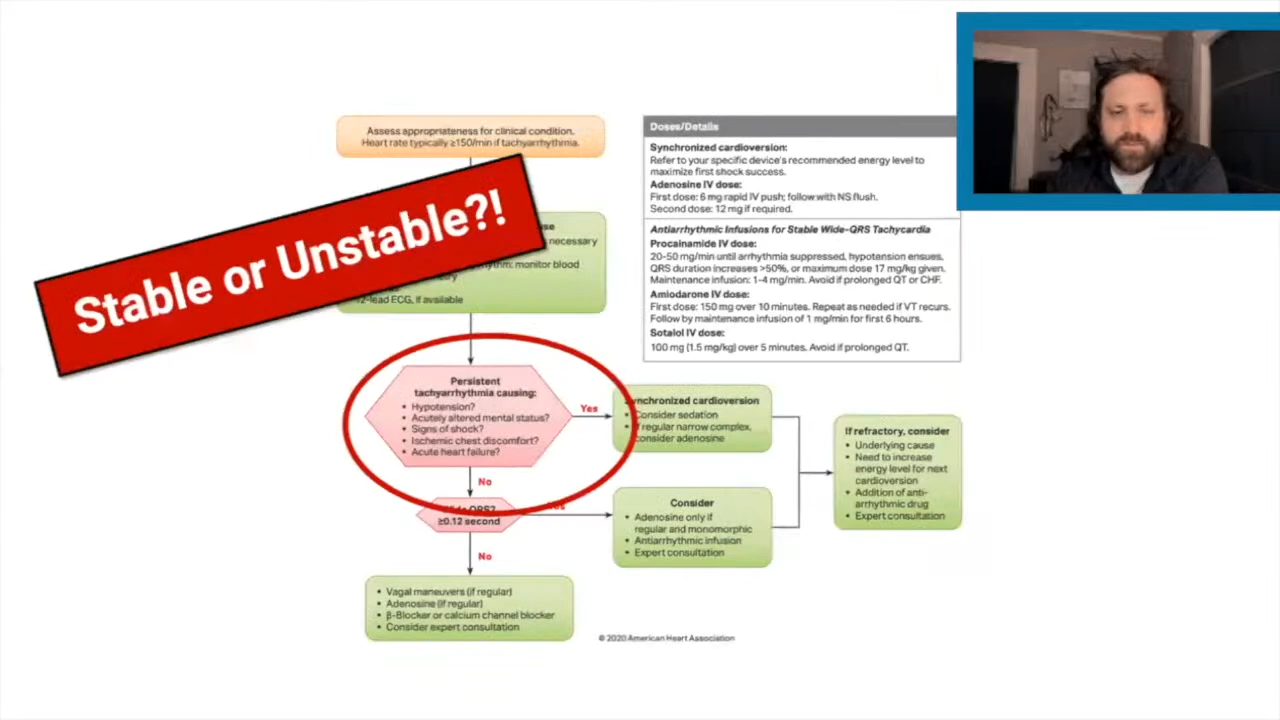 Assess appropriateness for clinical condition.
Heart rate typically ≥150/min if tachyarrhythmia.
Stable or Unstable?!
necessary
monitor blood
12-lead ECG, if available
Persistent
tachyarrhythmia causing:
• Hypotension?
• Acutely altered mental status?
• Signs of shock?
• Ischemic chest discomfort?
• Acute heart failure?
Yes
Synchronized cardioversion
• Consider sedation
• If regular narrow complex,
consider adenosine
If refractory, consider
• Underlying cause
• Need to increase
energy level for next
cardioversion
• Addition of anti-
arrhythmic drug
• Expert consultation
No
Wide QRS?
≥0.12 second
Yes
Consider
• Adenosine only if
regular and monomorphic
• Antiarrhythmic infusion
• Expert consultation
No
• Vagal maneuvers (if regular)
• Adenosine (if regular)
• β-Blocker or calcium channel blocker
• Consider expert consultation
Doses/Details
Synchronized cardioversion:
Refer to your specific device's recommended energy level to
maximize first shock success.
Adenosine IV dose:
First dose: 6 mg rapid IV push; follow with NS flush.
Second dose: 12 mg if required.
Antiarrhythmic Infusions for Stable Wide-QRS Tachycardia
Procainamide IV dose:
20-50 mg/min until arrhythmia suppressed, hypotension ensues,
QRS duration increases >50%, or maximum dose 17 mg/kg given.
Maintenance infusion: 1-4 mg/min. Avoid if prolonged QT or CHF.
Amiodarone IV dose:
First dose: 150 mg over 10 minutes. Repeat as needed if VT recurs.
Follow by maintenance infusion of 1 mg/min for first 6 hours.
Sotalol IV dose:
100 mg (1.5 mg/kg) over 5 minutes. Avoid if prolonged QT.
© 2020 American Heart Association